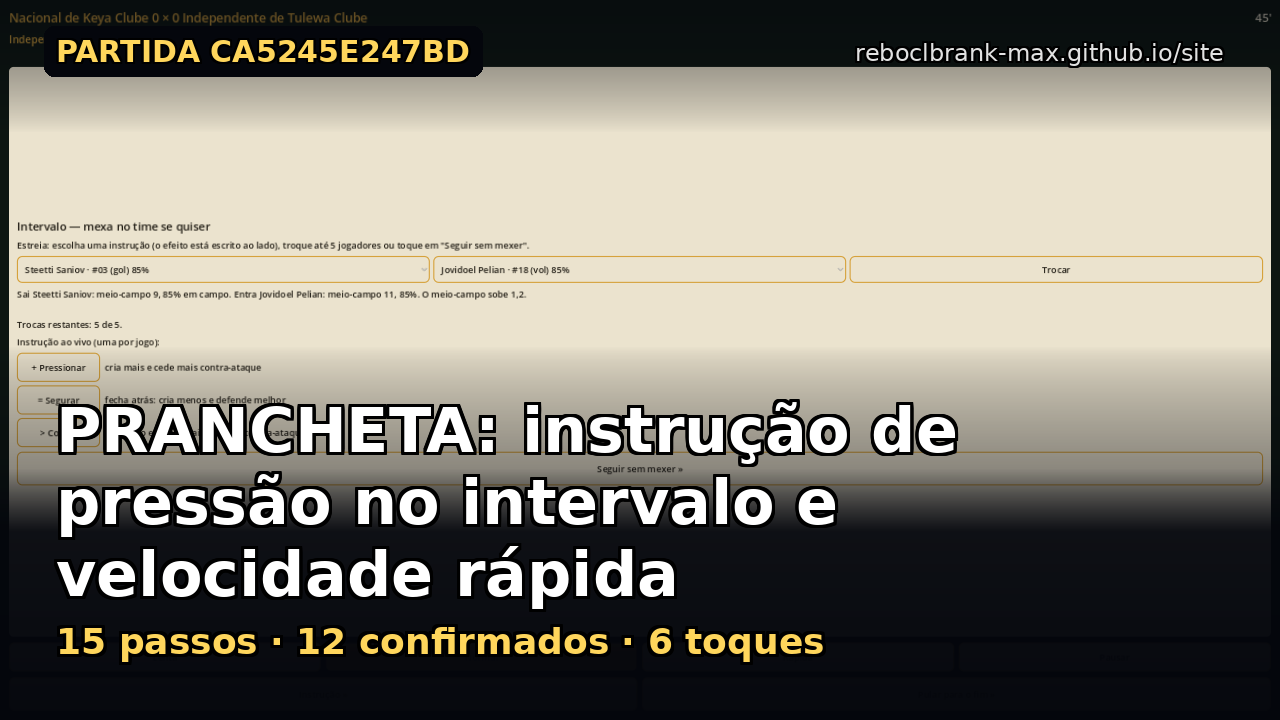 Nacional de Keya Clube 0 × 0 Independente de Tulewa Clube
45'
Indepe
PARTIDA CA5245E247BD
reboclbrank-max.github.io/site
Intervalo — mexa no time se quiser
Estreia: escolha uma instrução (o efeito está escrito ao lado), troque até 5 jogadores ou toque em "Seguir sem mexer".
Steetti Saniov · #03 (gol) 85%
Jovidoel Pelian · #18 (vol) 85%
Trocar
Sai Steetti Saniov: meio-campo 9, 85% em campo. Entra Jovidoel Pelian: meio-campo 11, 85%. O meio-campo sobe 1,2.
Trocas restantes: 5 de 5.
Instrução ao vivo (uma por jogo):
+ Pressionar
cria mais e cede mais contra-ataque
= Segurar
fecha atrás: cria menos e defende melhor
Seguir sem mexer »
PRANCHETA: instrução de
pressão no intervalo e
velocidade rápida
15 passos · 12 confirmados · 6 toques